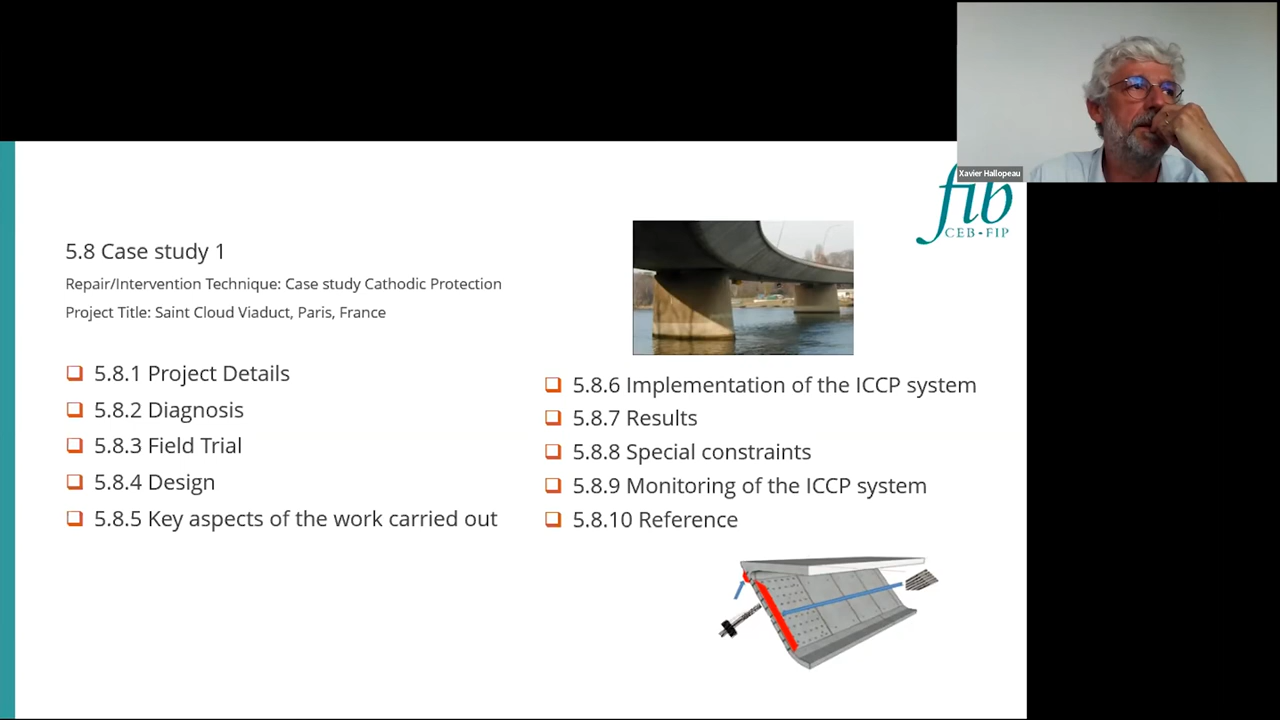 Xavier Hallopeau
fib
CEB-FIP
5.8 Case study 1
Repair/Intervention Technique: Case study Cathodic Protection
Project Title: Saint Cloud Viaduct, Paris, France
5.8.1 Project Details
5.8.2 Diagnosis
5.8.3 Field Trial
5.8.4 Design
5.8.5 Key aspects of the work carried out
5.8.6 Implementation of the ICCP system
5.8.7 Results
5.8.8 Special constraints
5.8.9 Monitoring of the ICCP system
5.8.10 Reference